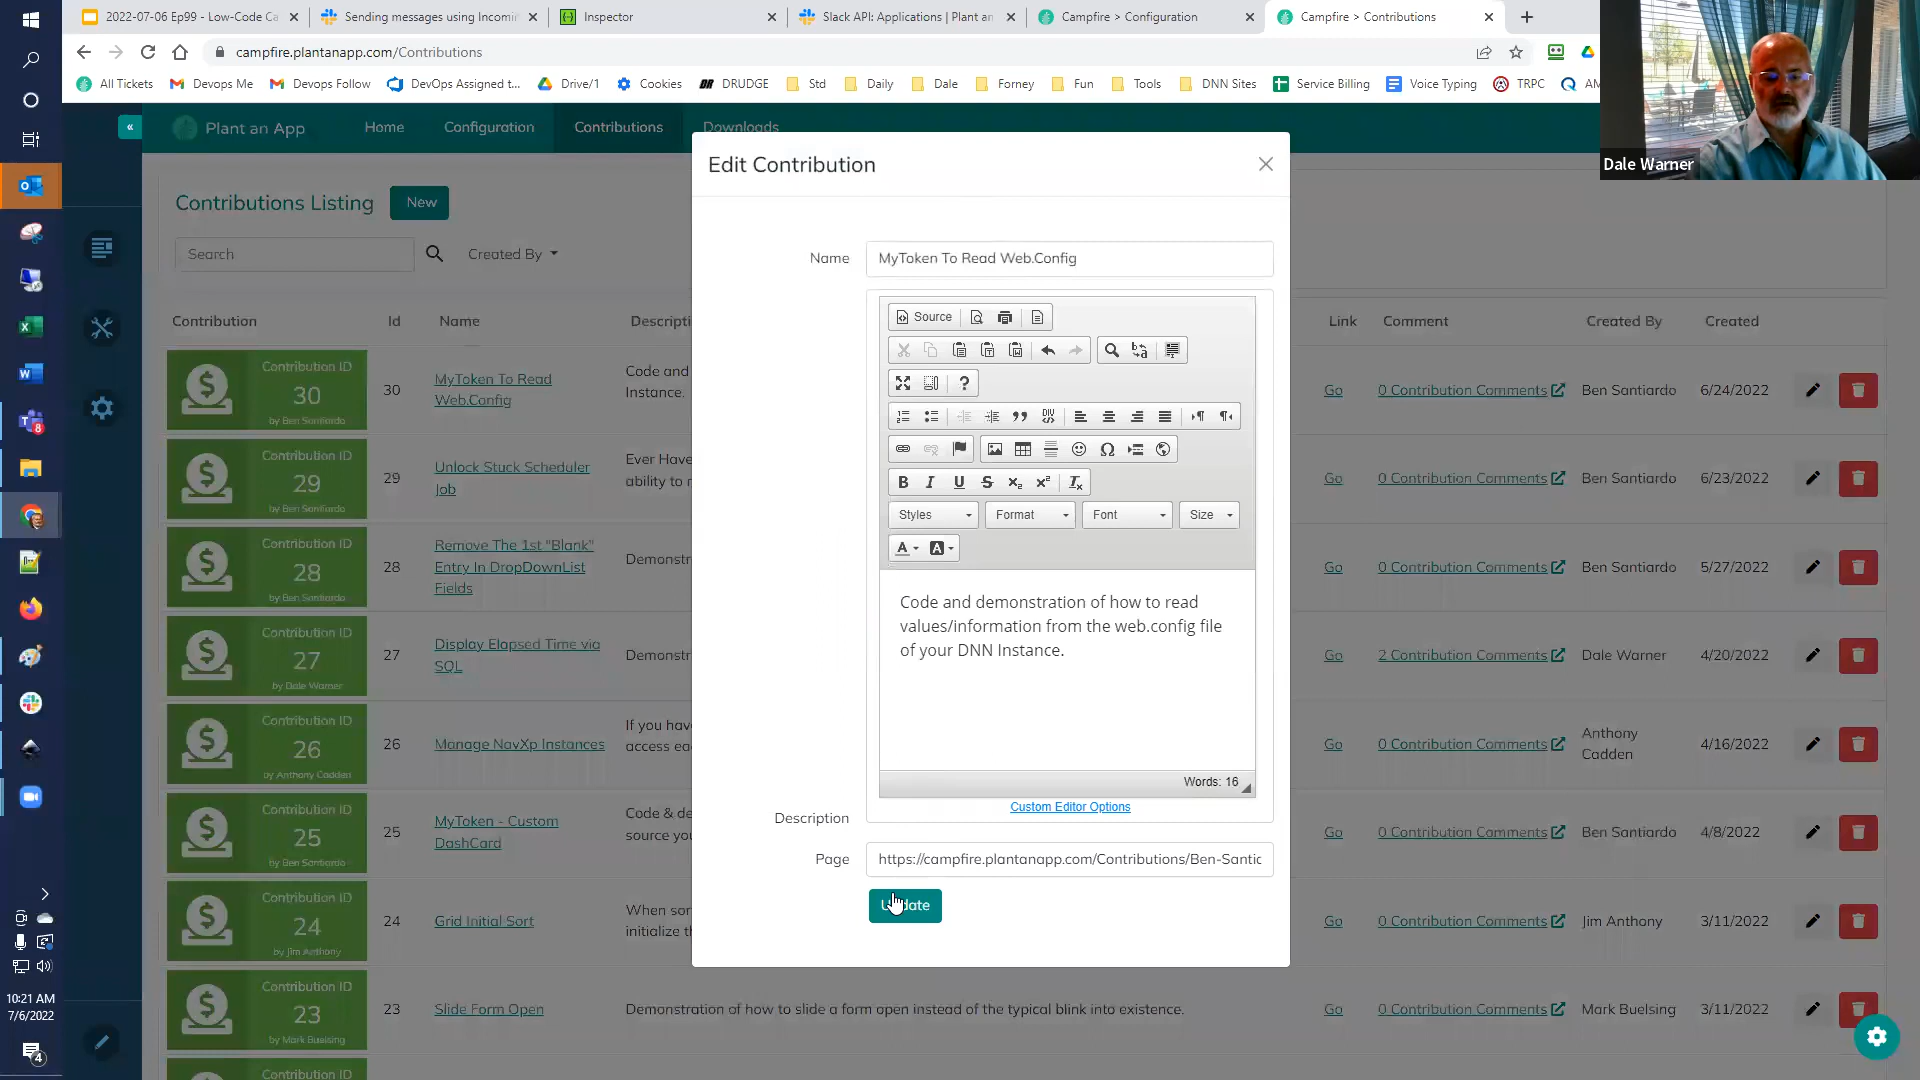 2022-07-06 Ep99 - Low-Code Ca
Sending messages using Incomi
Inspector
Slack API: Applications | Plant an
Campfire > Configuration
Campfire > Contributions
campfire.plantanapp.com/Contributions
All Tickets
Devops Me
Devops Follow
DevOps Assigned t...
Drive/1
Cookies
DRUDGE
Std
Daily
Dale
Forney
Fun
Tools
DNN Sites
Service Billing
Voice Typing
TRPC
Dale Warner
Plant an App
Home
Configuration
Contributions
Downloads
Contributions Listing
New
Search
Created By
Contribution
Id
Name
Descripti
Link
Comment
Created By
Created
Contribution ID
30
by Ben Santiardo
30
MyToken To Read
Web.Config
Code and
Instance.
Go
0 Contribution Comments
Ben Santiardo
6/24/2022
Contribution ID
29
by Ben Santiardo
29
Unlock Stuck Scheduler
Job
Ever Have
ability to r
Go
0 Contribution Comments
Ben Santiardo
6/23/2022
Contribution ID
28
by Ben Santiardo
28
Remove The 1st "Blank"
Entry In DropDownList
Fields
Demonstr
Go
0 Contribution Comments
Ben Santiardo
5/27/2022
Contribution ID
27
by Dale Warner
27
Display Elapsed Time via
SQL
Demonstr
Go
2 Contribution Comments
Dale Warner
4/20/2022
Contribution ID
26
by Anthony Cadden
26
Manage NavXp Instances
If you hav
access ea
Go
0 Contribution Comments
Anthony
Cadden
4/16/2022
Contribution ID
25
by Ben Santiardo
25
MyToken - Custom
DashCard
Code & de
source you
Go
0 Contribution Comments
Ben Santiardo
4/8/2022
Contribution ID
24
by Jim Anthony
24
Grid Initial Sort
When sor
initialize th
Go
0 Contribution Comments
Jim Anthony
3/11/2022
Contribution ID
23
by Mark Buelsing
23
Slide Form Open
Demonstration of how to slide a form open instead of the typical blink into existence.
Go
0 Contribution Comments
Mark Buelsing
3/11/2022
Contribution ID
Edit Contribution
Name
MyToken To Read Web.Config
Source
Styles
Format
Font
Size
Code and demonstration of how to read
values/information from the web.config file
of your DNN Instance.
Words: 16
Custom Editor Options
Description
Page
https://campfire.plantanapp.com/Contributions/Ben-Santic
10:21 AM
7/6/2022
4
8